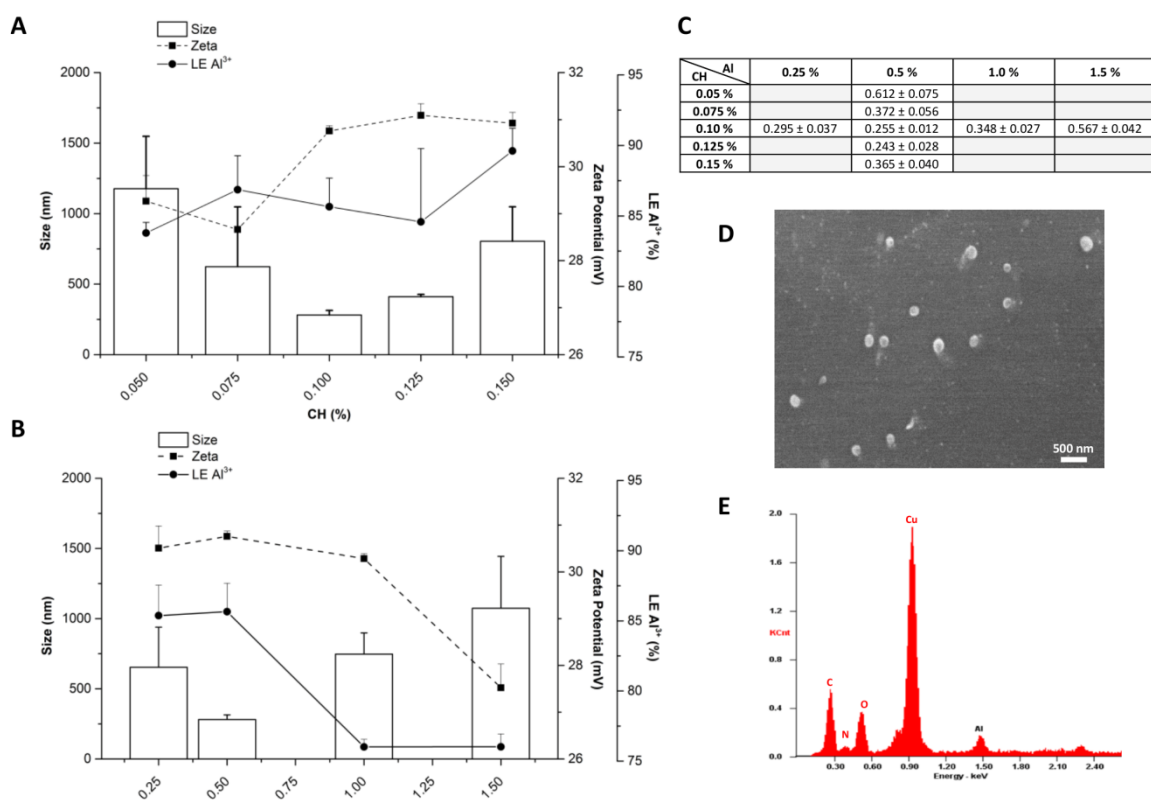 A
Size
Zeta
LE Al³⁺
2000
1500
1000
500
0
Size (nm)
32
30
28
26
Zeta Potential (mV)
95
90
85
80
75
LE Al³⁺ (%)
0.050
0.075
0.100
0.125
0.150
CH (%)
B
Size
Zeta
LE Al³⁺
2000
1500
1000
500
0
Size (nm)
32
30
28
26
Zeta Potential (mV)
95
90
85
80
75
LE Al³⁺ (%)
0.25
0.50
0.75
1.00
1.25
1.50
C
CH Al 0.25 % 0.5 % 1.0 % 1.5 %
0.05 % 0.612 ± 0.075
0.075 % 0.372 ± 0.056
0.10 % 0.295 ± 0.037 0.255 ± 0.012 0.348 ± 0.027 0.567 ± 0.042
0.125 % 0.243 ± 0.028
0.15 % 0.365 ± 0.040
D
500 nm
E
2.0
1.6
1.2
0.8
0.4
0.0
KCnt
C
N
O
Cu
Al
0.30 0.60 0.90 1.20 1.50 1.80 2.10 2.40
Energy - keV